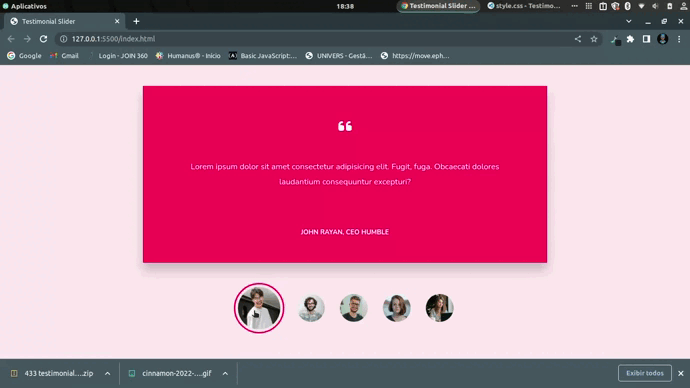 Aplicativos
18:38
Testimonial Slider ...
style.css - Testimo...
Testimonial Slider
127.0.0.1:5500/index.html
Google
Gmail
Login - JOIN 360
Humanus® - Início
Basic JavaScript:...
UNIVERS - Gestã...
https://move.eph...
Lorem ipsum dolor sit amet consectetur adipisicing elit. Fugit, fuga. Obcaecati dolores
laudantium consequuntur excepturi?
JOHN RAYAN, CEO HUMBLE
433 testimonial....zip
cinnamon-2022-....gif
Exibir todos